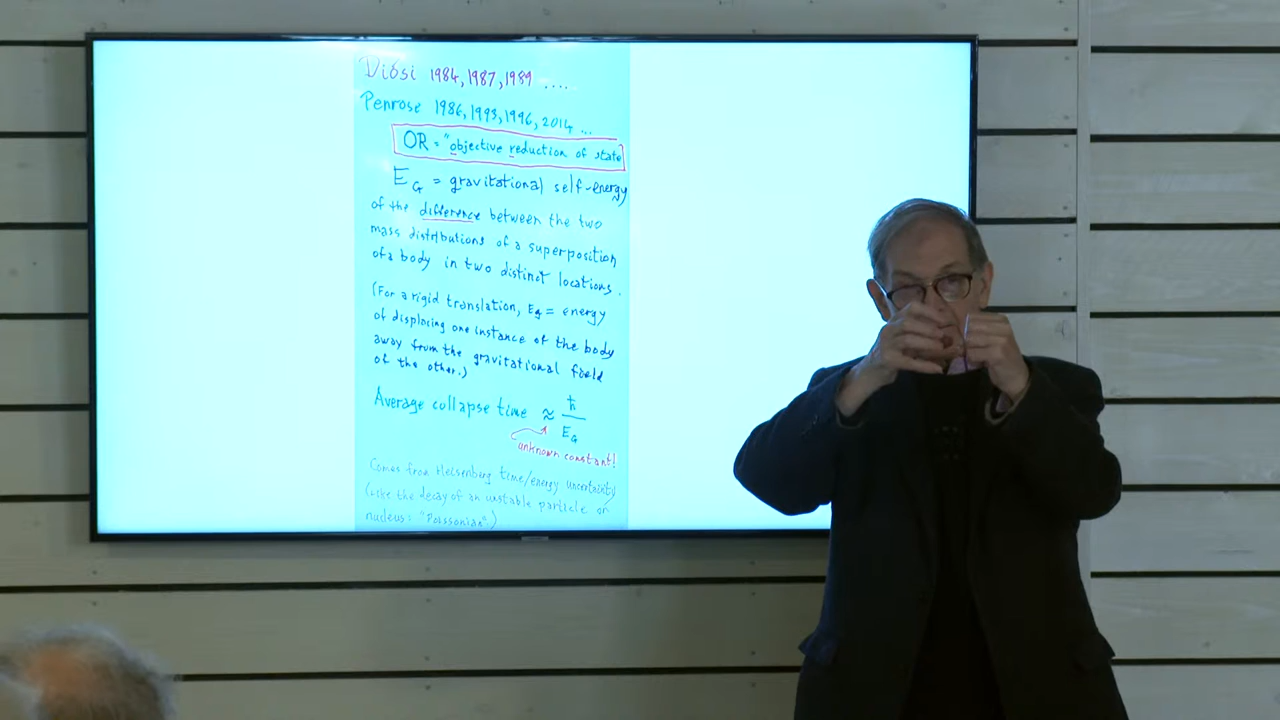 Diósi 1984, 1987, 1989 ....
Penrose 1986, 1993, 1996, 2014 ...
OR = "objective reduction of state
E_G = gravitational self-energy
of the difference between the two
mass distributions of a superposition
of a body in two distinct locations.
(For a rigid translation, E_G = energy
of displacing one instance of the body
away from the gravitational field
of the other.)
Average collapse time ≈ ħ/E_G
unknown constant!
Comes from Heisenberg time/energy uncertainty
(Like the decay of an unstable particle or
nucleus: "Poissonian".)